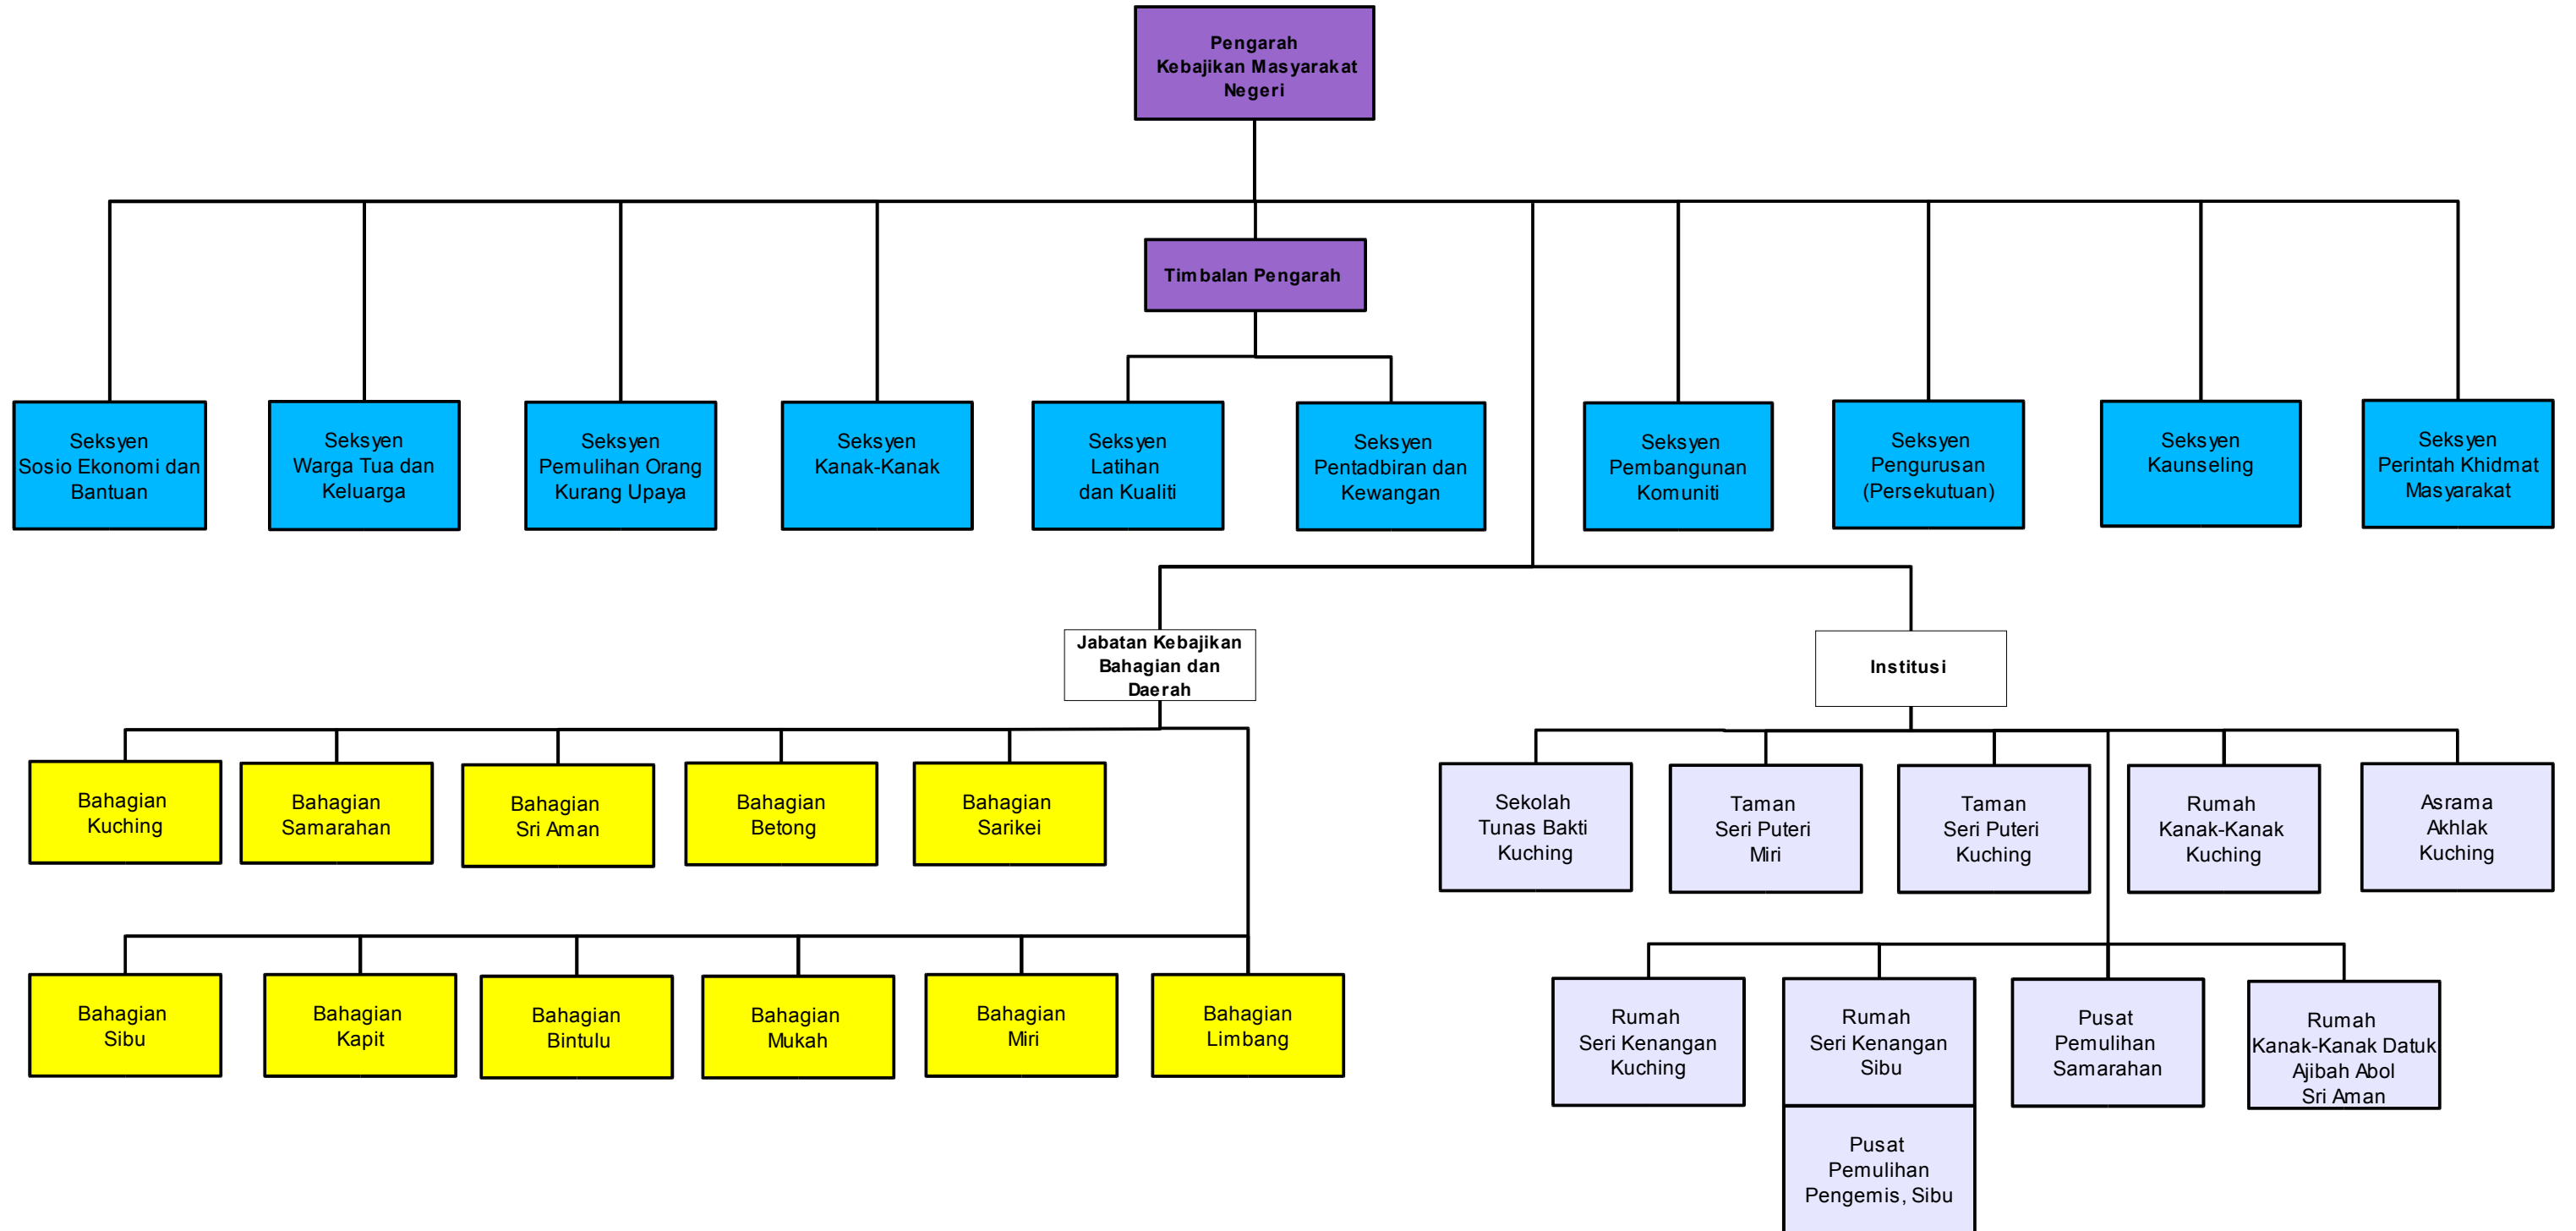 Pengarah
Kebajikan Masyarakat
Negeri
Timbalan Pengarah
Seksyen
Sosio Ekonomi dan
Bantuan
Seksyen
Warga Tua dan
Keluarga
Seksyen
Pemulihan Orang
Kurang Upaya
Seksyen
Kanak-Kanak
Seksyen
Latihan
dan Kualiti
Seksyen
Pentadbiran dan
Kewangan
Seksyen
Pembangunan
Komuniti
Seksyen
Pengurusan
(Persekutuan)
Seksyen
Kaunseling
Seksyen
Perintah Khidmat
Masyarakat
Jabatan Kebajikan
Bahagian dan
Daerah
Institusi
Bahagian
Kuching
Bahagian
Samarahan
Bahagian
Sri Aman
Bahagian
Betong
Bahagian
Sarikei
Sekolah
Tunas Bakti
Kuching
Taman
Seri Puteri
Miri
Taman
Seri Puteri
Kuching
Rumah
Kanak-Kanak
Kuching
Asrama
Akhlak
Kuching
Bahagian
Sibu
Bahagian
Kapit
Bahagian
Bintulu
Bahagian
Mukah
Bahagian
Miri
Bahagian
Limbang
Rumah
Seri Kenangan
Kuching
Rumah
Seri Kenangan
Sibu
Pusat
Pemulihan
Samarahan
Rumah
Kanak-Kanak Datuk
Ajibah Abol
Sri Aman
Pusat
Pemulihan
Pengemis, Sibu